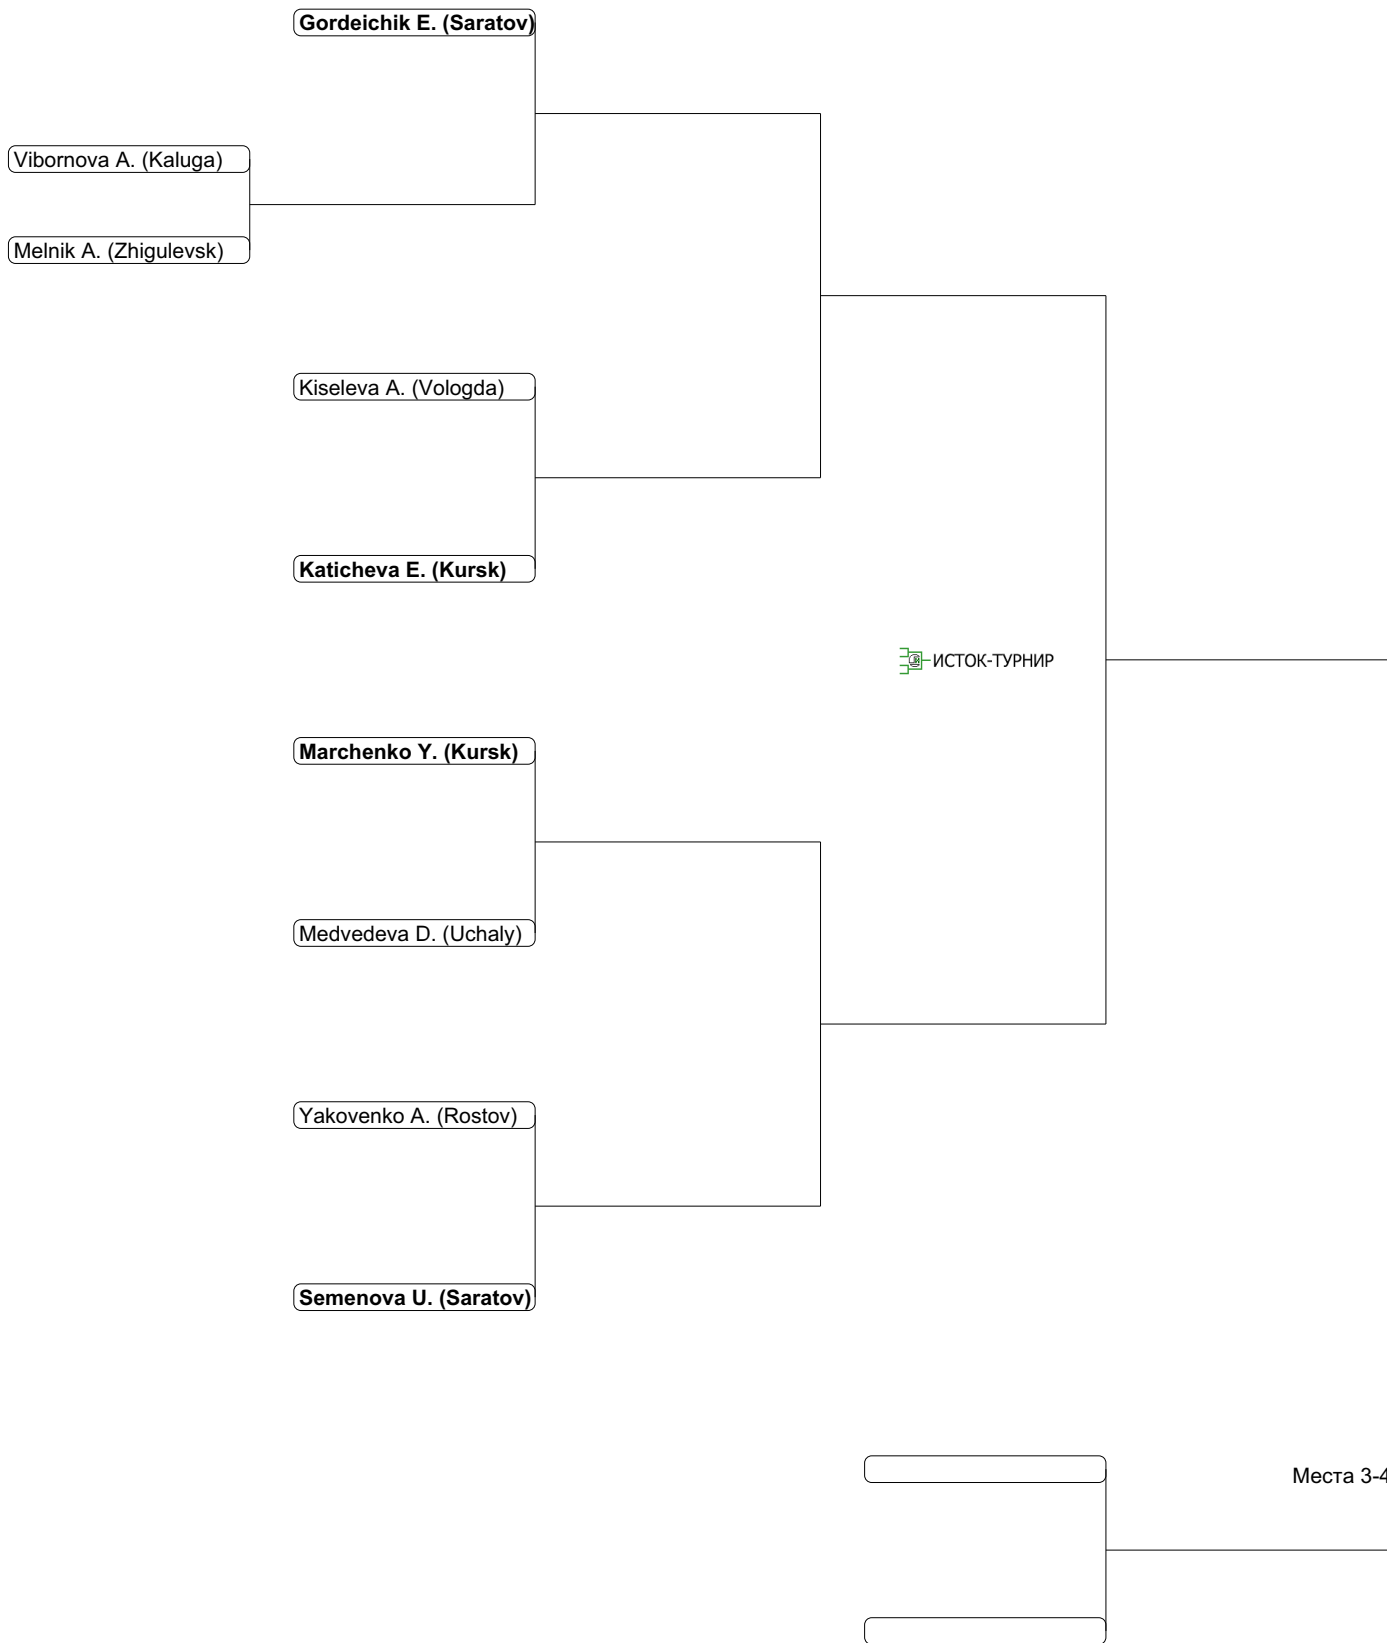 Gordeichik E. (Saratov)
Vibornova A. (Kaluga)
Melnik A. (Zhigulevsk)
Kiseleva A. (Vologda)
Katicheva E. (Kursk)
ИСТОК-ТУРНИР
Marchenko Y. (Kursk)
Medvedeva D. (Uchaly)
Yakovenko A. (Rostov)
Semenova U. (Saratov)
Места 3-4